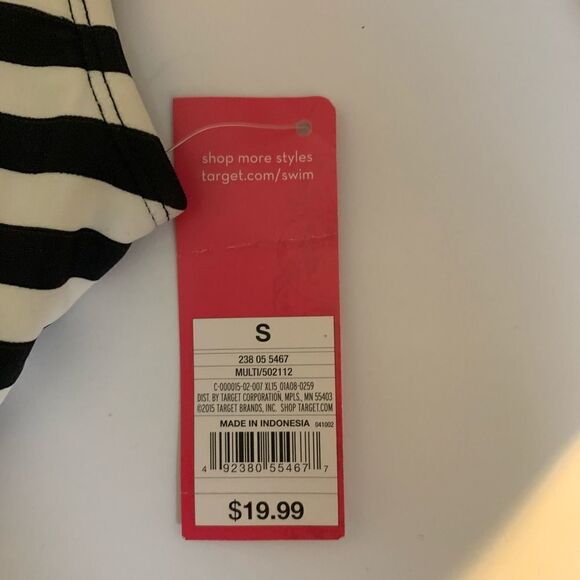 shop more styles
target.com/swim
S
238 05 5467
MULTI/502112
C-000015-02-007 XL15_01A08-0259
DIST. BY TARGET CORPORATION, MPLS., MN 55403
©2015 TARGET BRANDS, INC. SHOP TARGET.COM
MADE IN INDONESIA 041002
4 92380 55467 7
$19.99